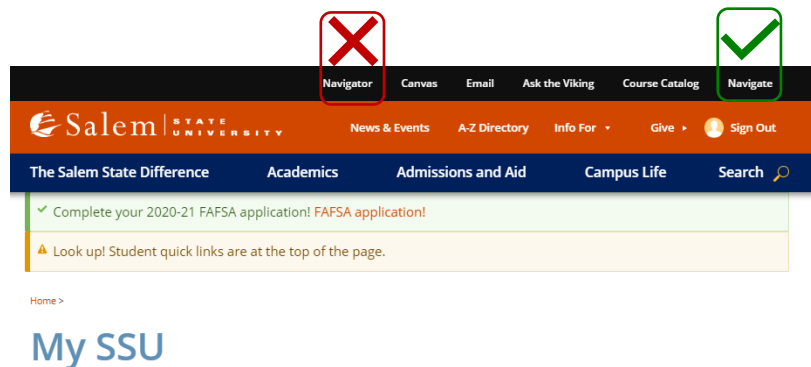 Navigator Canvas Email Ask the Viking Course Catalog Navigate
Salem STATE UNIVERSITY News & Events A-Z Directory Info For Give Sign Out
The Salem State Difference Academics Admissions and Aid Campus Life Search
Complete your 2020-21 FAFSA application! FAFSA application!
Look up! Student quick links are at the top of the page.
Home >
My SSU